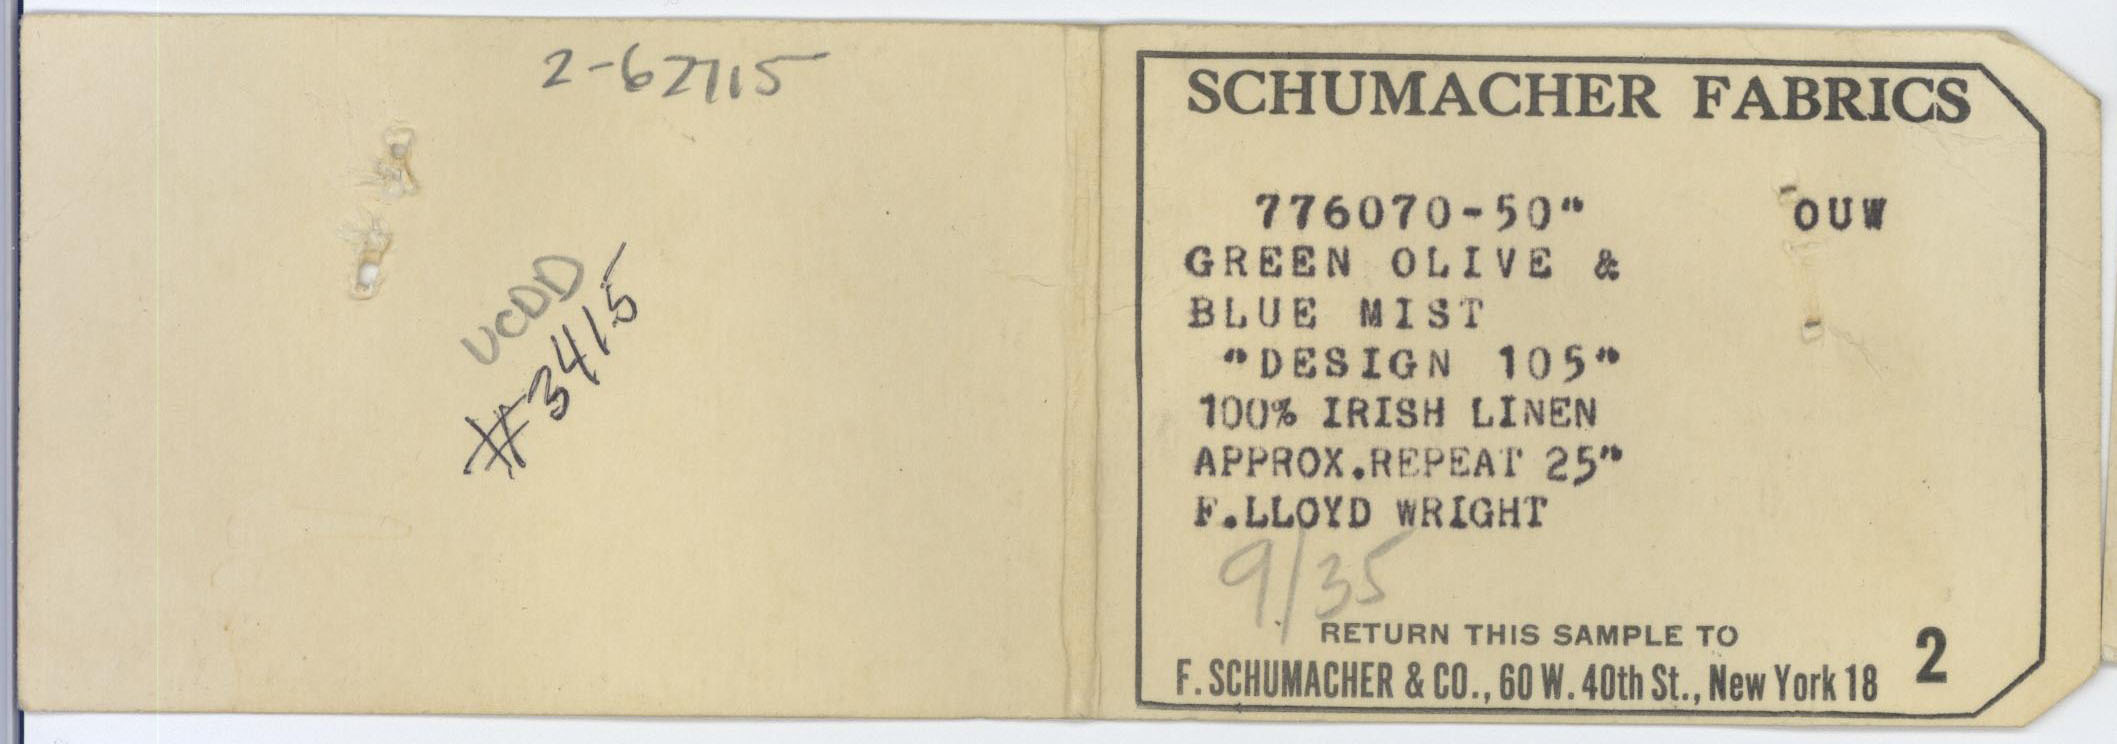 2-62715
UCDD
#3415
SCHUMACHER FABRICS
776070-50" OUW
GREEN OLIVE &
BLUE MIST
"DESIGN 105"
100% IRISH LINEN
APPROX.REPEAT 25"
F.LLOYD WRIGHT
9/35
RETURN THIS SAMPLE TO
F. SCHUMACHER & CO., 60 W. 40th St., New York 18 2